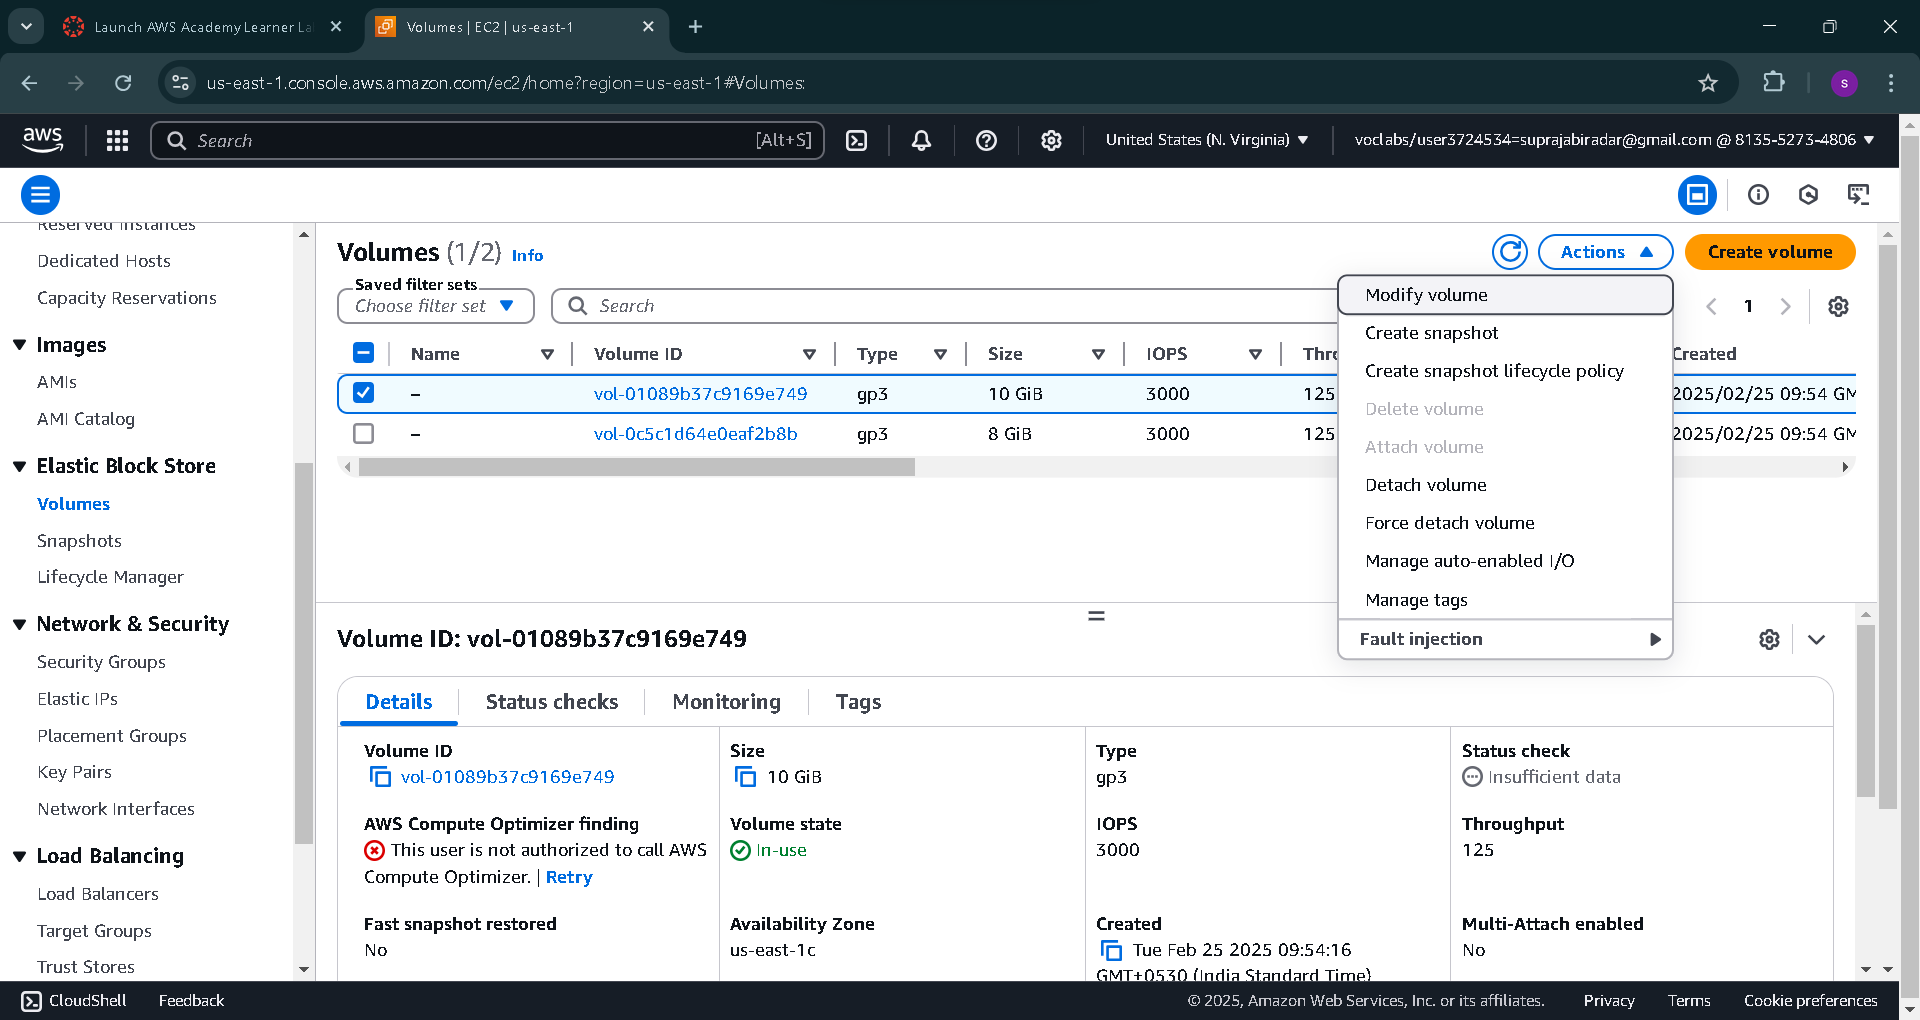 Launch AWS Academy Learner La
Volumes | EC2 | us-east-1
us-east-1.console.aws.amazon.com/ec2/home?region=us-east-1#Volumes:
S
aws
Search
[Alt+S]
United States (N. Virginia)
voclabs/user3724534=suprajabiradar@gmail.com @ 8135-5273-4806
Reserved Instances
Dedicated Hosts
Capacity Reservations
Images
AMIs
AMI Catalog
Elastic Block Store
Volumes
Snapshots
Lifecycle Manager
Network & Security
Security Groups
Elastic IPs
Placement Groups
Key Pairs
Network Interfaces
Load Balancing
Load Balancers
Target Groups
Trust Stores
Volumes (1/2) Info
Actions
Create volume
Saved filter sets
Choose filter set
Search
1
Name Volume ID Type Size IOPS Thr Created
– vol-01089b37c9169e749 gp3 10 GiB 3000 125 2025/02/25 09:54 GM
– vol-0c5c1d64e0eaf2b8b gp3 8 GiB 3000 125 2025/02/25 09:54 GM
Modify volume
Create snapshot
Create snapshot lifecycle policy
Delete volume
Attach volume
Detach volume
Force detach volume
Manage auto-enabled I/O
Manage tags
Fault injection
Volume ID: vol-01089b37c9169e749
Details
Status checks
Monitoring
Tags
Volume ID
vol-01089b37c9169e749
Size
10 GiB
Type
gp3
Status check
Insufficient data
AWS Compute Optimizer finding
This user is not authorized to call AWS
Compute Optimizer. | Retry
Volume state
In-use
IOPS
3000
Throughput
125
Fast snapshot restored
No
Availability Zone
us-east-1c
Created
Tue Feb 25 2025 09:54:16
GMT+0530 (India Standard Time)
Multi-Attach enabled
No
CloudShell
Feedback
© 2025, Amazon Web Services, Inc. or its affiliates.
Privacy
Terms
Cookie preferences